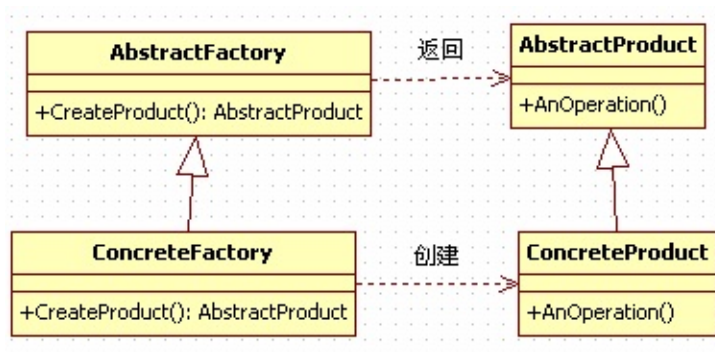 AbstractFactory
+CreateProduct(): AbstractProduct
返回
AbstractProduct
+AnOperation()
ConcreteFactory
+CreateProduct(): AbstractProduct
创建
ConcreteProduct
+AnOperation()